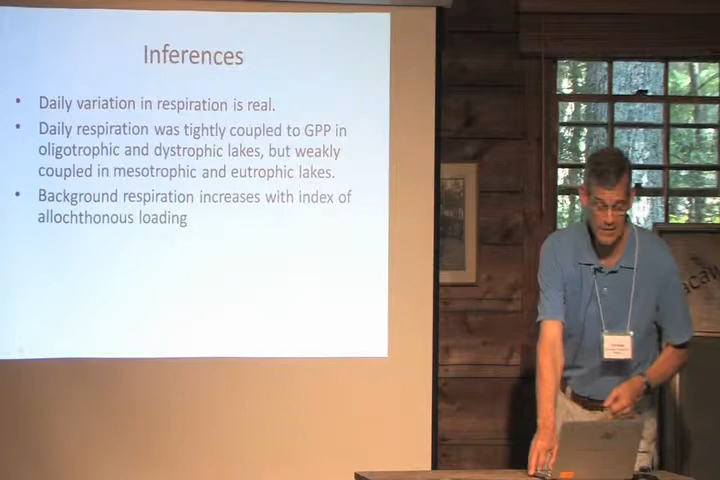 Inferences
• Daily variation in respiration is real.
• Daily respiration was tightly coupled to GPP in
oligotrophic and dystrophic lakes, but weakly
coupled in mesotrophic and eutrophic lakes.
• Background respiration increases with index of
allochthonous loading